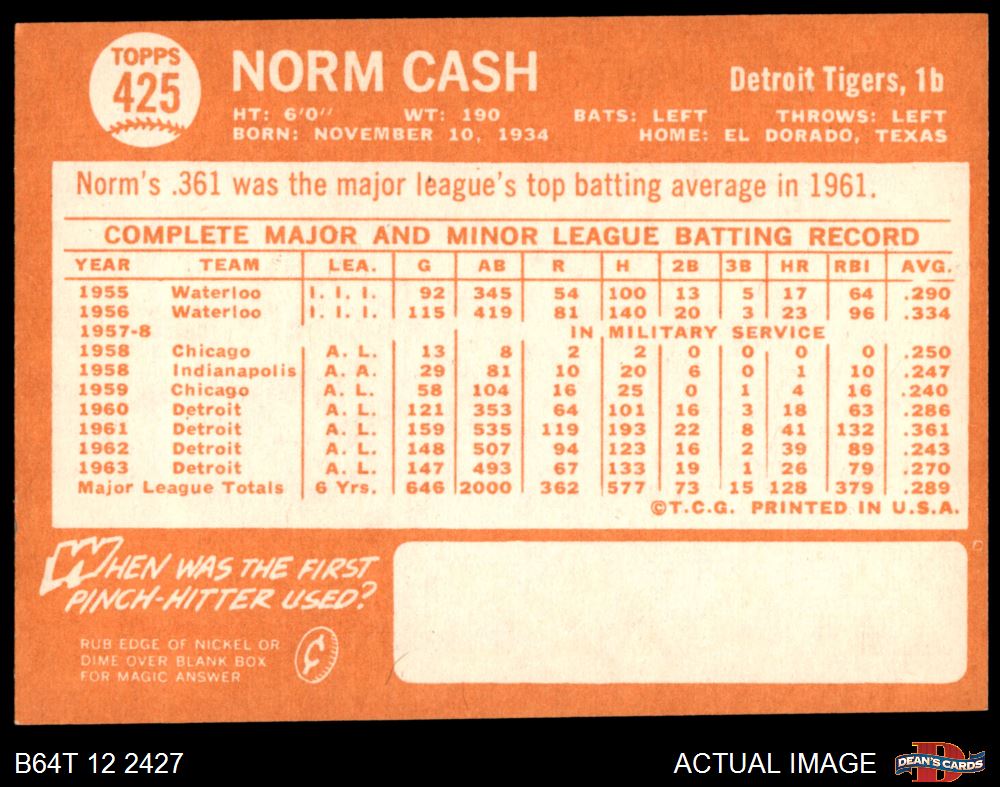 TOPPS
425
NORM CASH
Detroit Tigers, 1b
HT: 6'0" WT: 190 BATS: LEFT THROWS: LEFT
BORN: NOVEMBER 10, 1934 HOME: EL DORADO, TEXAS
Norm's .361 was the major league's top batting average in 1961.
COMPLETE MAJOR AND MINOR LEAGUE BATTING RECORD
YEAR TEAM LEA. G AB R H 2B 3B HR RBI AVG.
1955 Waterloo I. I. I. 92 345 54 100 13 5 17 64 .290
1956 Waterloo I. I. I. 115 419 81 140 20 3 23 96 .334
1957-8 IN MILITARY SERVICE
1958 Chicago A. L. 13 8 2 2 0 0 0 0 .250
1958 Indianapolis A. A. 29 81 10 20 6 0 1 10 .247
1959 Chicago A. L. 58 104 16 25 0 1 4 16 .240
1960 Detroit A. L. 121 353 64 101 16 3 18 63 .286
1961 Detroit A. L. 159 535 119 193 22 8 41 132 .361
1962 Detroit A. L. 148 507 94 123 16 2 39 89 .243
1963 Detroit A. L. 147 493 67 133 19 1 26 79 .270
Major League Totals 6 Yrs. 646 2000 362 577 73 15 128 379 .289
©T.C.G. PRINTED IN U.S.A.
WHEN WAS THE FIRST
PINCH-HITTER USED?
RUB EDGE OF NICKEL OR
DIME OVER BLANK BOX
FOR MAGIC ANSWER
¢
B64T 12 2427
ACTUAL IMAGE
D
DEAN'S CARDS